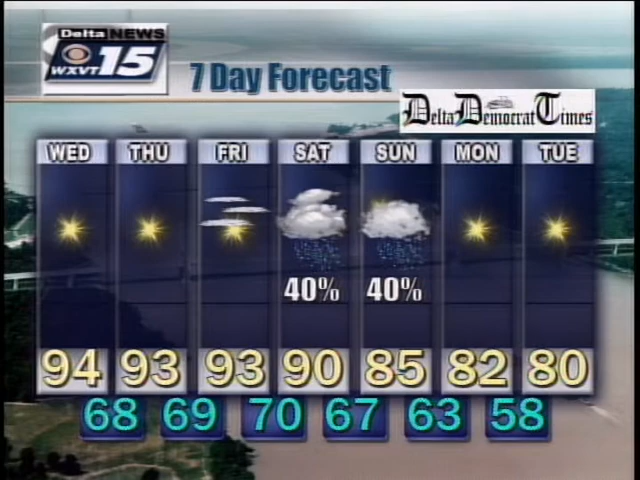 Delta NEWS
WXVT 15
7 Day Forecast
Delta Democrat Times
WED THU FRI SAT SUN MON TUE
40% 40%
94 93 93 90 85 82 80
68 69 70 67 63 58